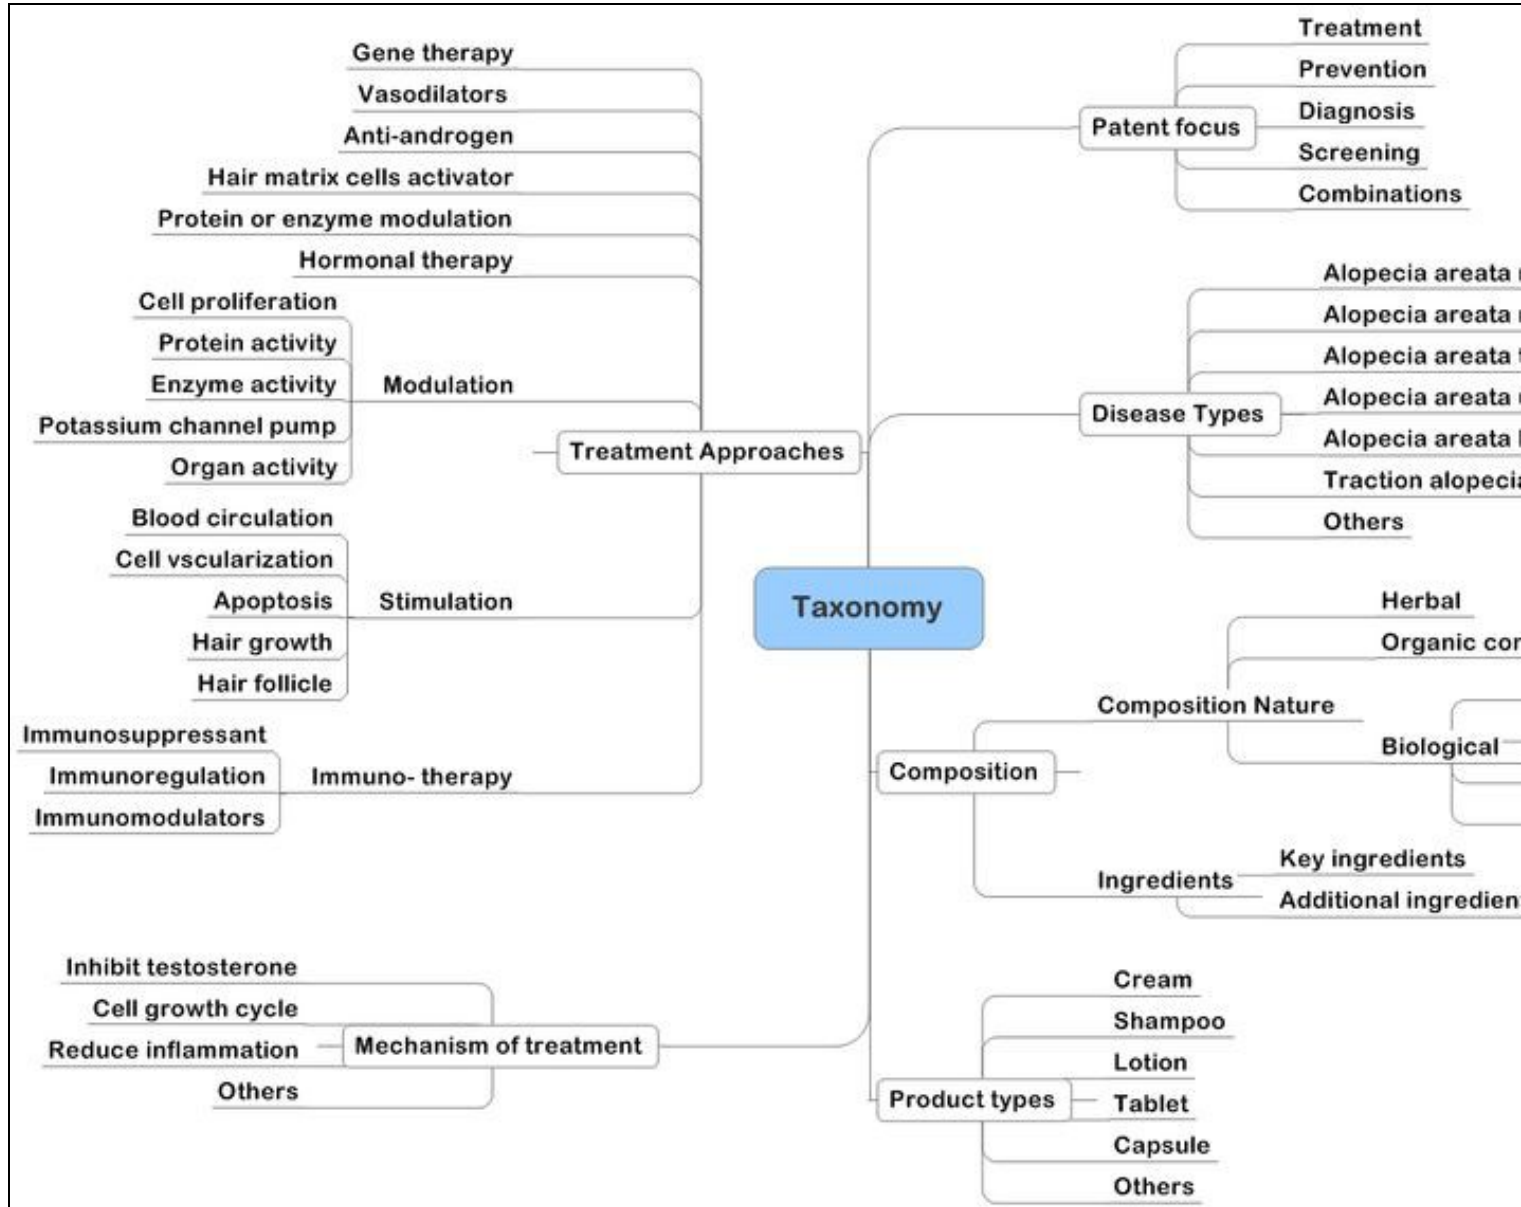 Gene therapy
Vasodilators
Anti-androgen
Hair matrix cells activator
Protein or enzyme modulation
Hormonal therapy
Cell proliferation
Protein activity
Enzyme activity
Potassium channel pump
Organ activity
Modulation
Treatment Approaches
Blood circulation
Cell vscularization
Apoptosis
Hair growth
Hair follicle
Stimulation
Immunosuppressant
Immunoregulation
Immunomodulators
Immuno- therapy
Inhibit testosterone
Cell growth cycle
Reduce inflammation
Others
Mechanism of treatment
Taxonomy
Patent focus
Treatment
Prevention
Diagnosis
Screening
Combinations
Disease Types
Alopecia areata
Alopecia areata
Alopecia areata
Alopecia areata
Alopecia areata
Traction alopecia
Others
Composition
Composition Nature
Herbal
Organic
Biological
Ingredients
Key ingredients
Additional
Product types
Cream
Shampoo
Lotion
Tablet
Capsule
Others